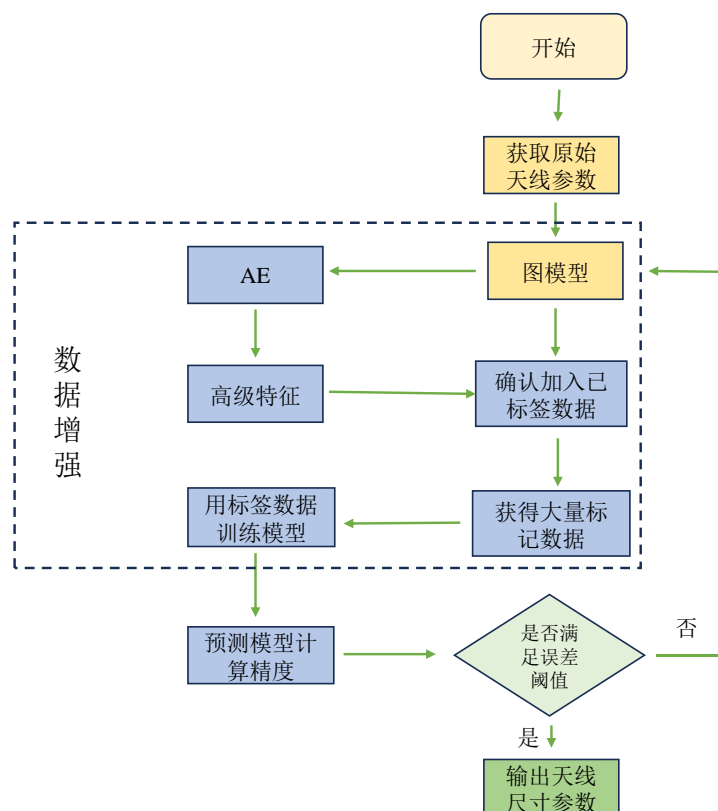 开始
获取原始
天线参数
图模型
AE
数
据
增
强
高级特征
确认加入已
标签数据
用标签数据
训练模型
获得大量标
记数据
预测模型计
算精度
是否满
足误差
阈值
否
是
输出天线
尺寸参数